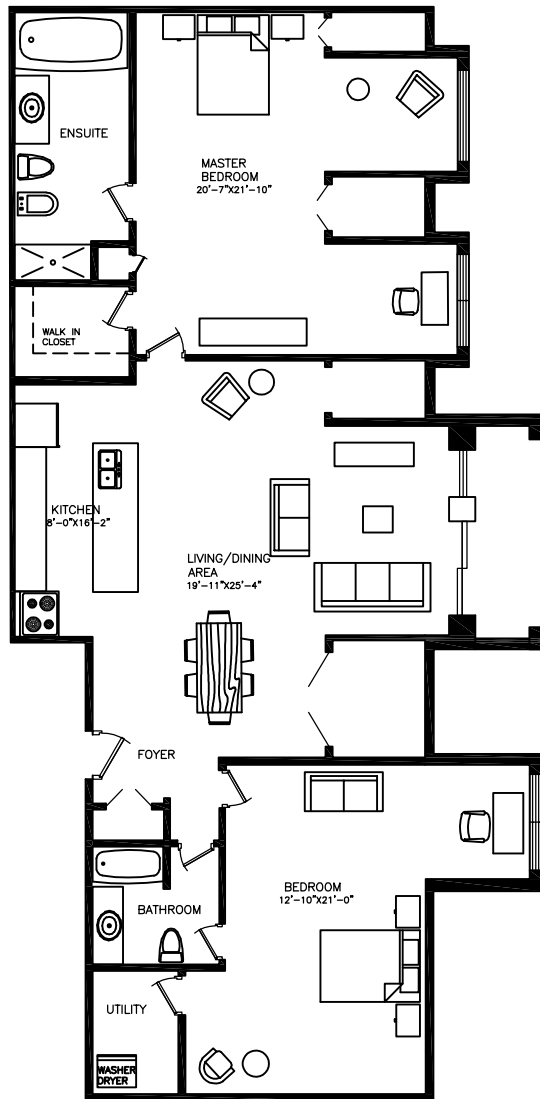 ENSUITE
MASTER
BEDROOM
20'-7"X21'-10"
WALK IN
CLOSET
KITCHEN
8'-0"X16'-2"
LIVING/DINING
AREA
19'-11"X25'-4"
FOYER
BEDROOM
12'-10"X21'-0"
BATHROOM
UTILITY
WASHER
DRYER